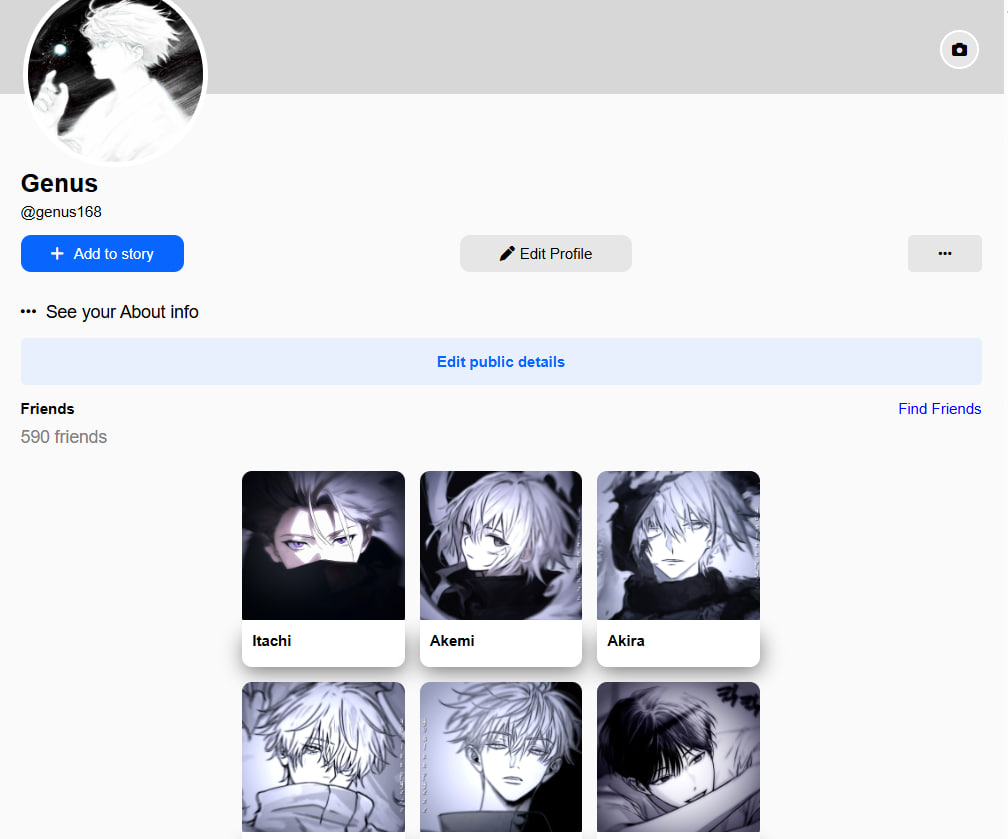 Genus
@genus168
+ Add to story
Edit Profile
•••
••• See your About info
Edit public details
Friends
Find Friends
590 friends
Itachi
Akemi
Akira